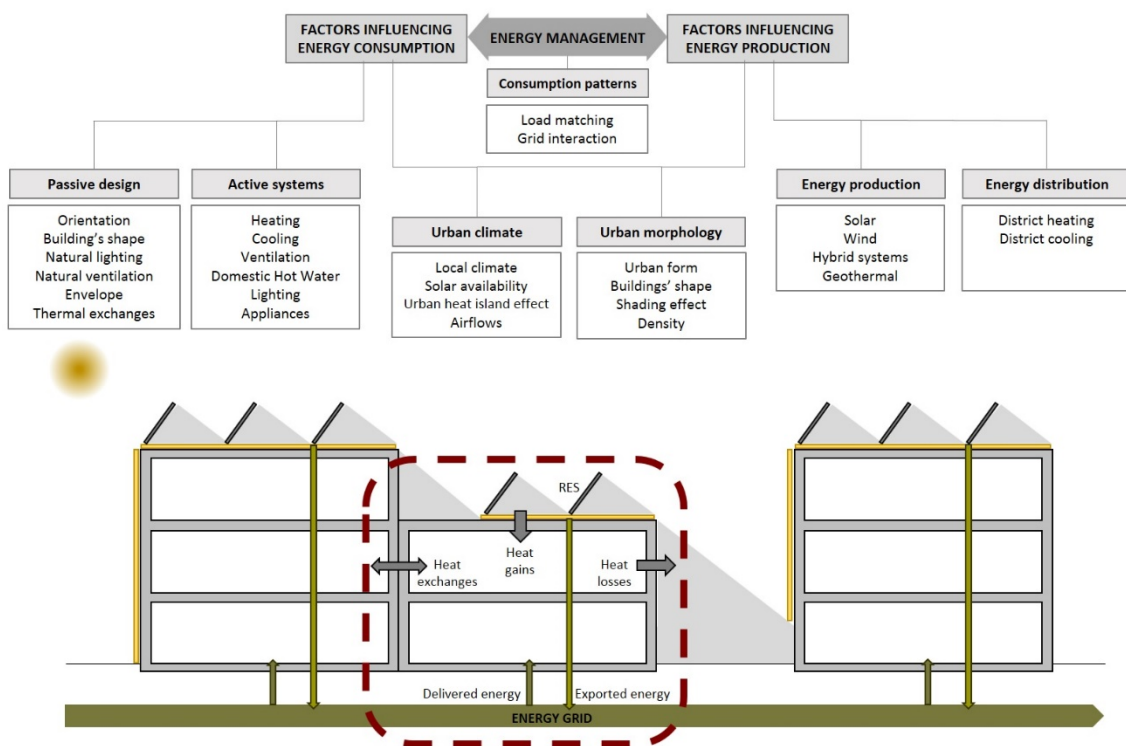 FACTORS INFLUENCING
ENERGY CONSUMPTION
ENERGY MANAGEMENT
FACTORS INFLUENCING
ENERGY PRODUCTION
Consumption patterns
Load matching
Grid interaction
Passive design
Orientation
Building's shape
Natural lighting
Natural ventilation
Envelope
Thermal exchanges
Active systems
Heating
Cooling
Ventilation
Domestic Hot Water
Lighting
Appliances
Urban climate
Local climate
Solar availability
Urban heat island effect
Airflows
Urban morphology
Urban form
Buildings' shape
Shading effect
Density
Energy production
Solar
Wind
Hybrid systems
Geothermal
Energy distribution
District heating
District cooling
RES
Heat
exchanges
Heat
gains
Heat
losses
Delivered energy
Exported energy
ENERGY GRID